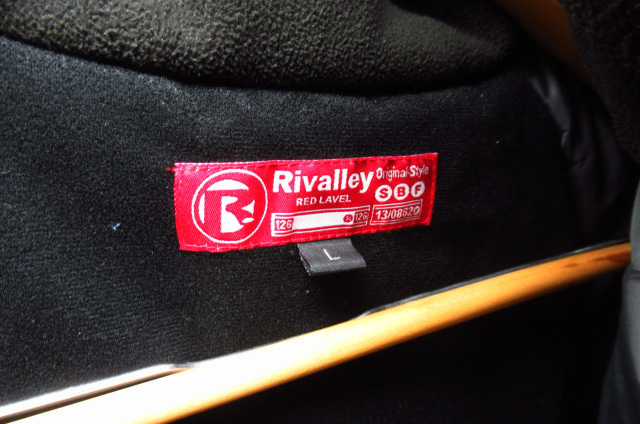 R
Rivalley Original-Style
RED LAVEL S B F
126 126 13/08620
L